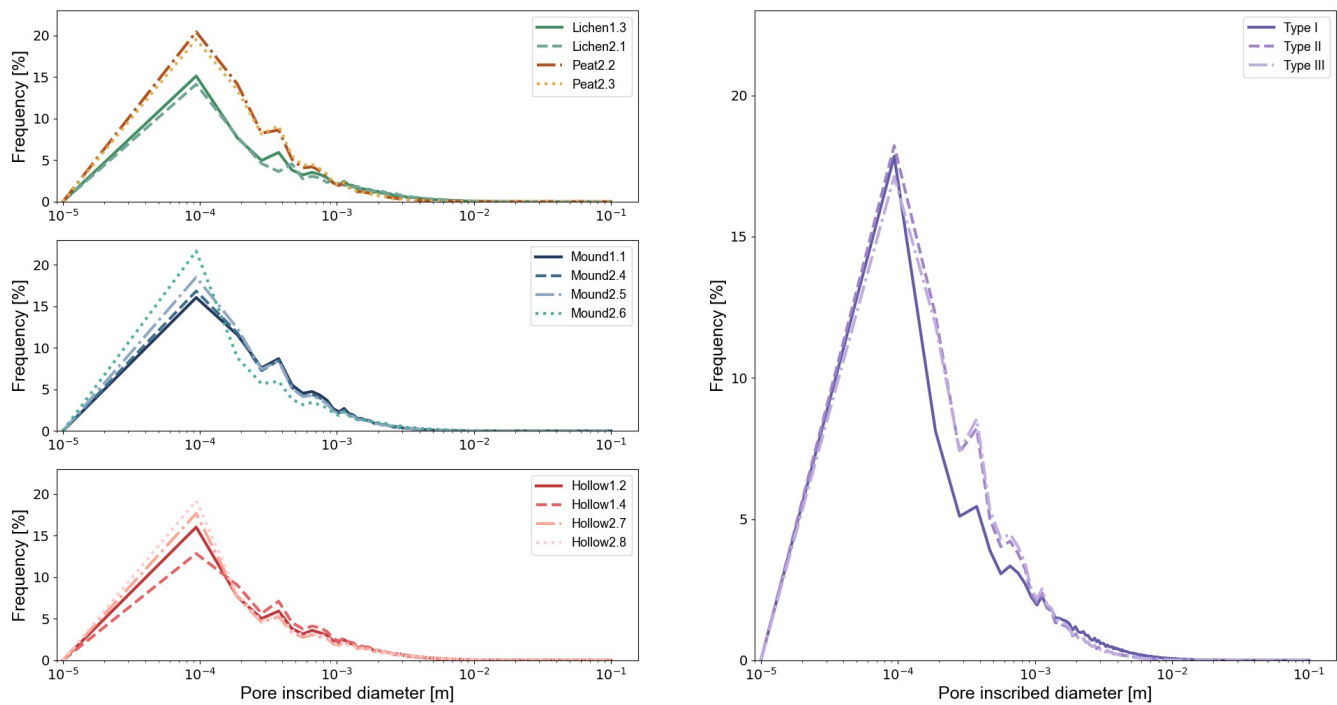 Frequency [%]
20
15
10
5
0
Lichen1.3
Lichen2.1
Peat2.2
Peat2.3
10⁻⁵ 10⁻⁴ 10⁻³ 10⁻² 10⁻¹
Frequency [%]
20
15
10
5
0
Mound1.1
Mound2.4
Mound2.5
Mound2.6
10⁻⁵ 10⁻⁴ 10⁻³ 10⁻² 10⁻¹
Frequency [%]
20
15
10
5
0
Hollow1.2
Hollow1.4
Hollow2.7
Hollow2.8
10⁻⁵ 10⁻⁴ 10⁻³ 10⁻² 10⁻¹
Pore inscribed diameter [m]
Frequency [%]
20
15
10
5
0
Type I
Type II
Type III
10⁻⁵ 10⁻⁴ 10⁻³ 10⁻² 10⁻¹
Pore inscribed diameter [m]